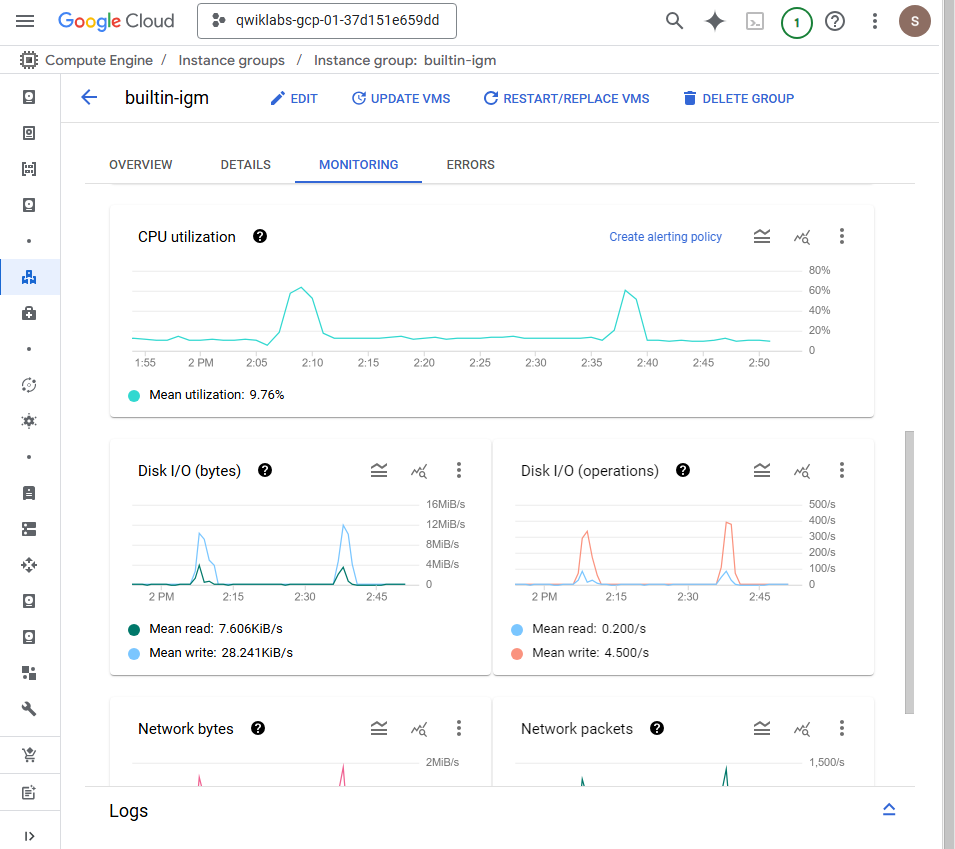 Google Cloud qwiklabs-gcp-01-37d151e659dd 1 S
Compute Engine / Instance groups / Instance group: builtin-igm
builtin-igm EDIT UPDATE VMS RESTART/REPLACE VMS DELETE GROUP
OVERVIEW DETAILS MONITORING ERRORS
CPU utilization Create alerting policy
80%
60%
40%
20%
0
1:55 2 PM 2:05 2:10 2:15 2:20 2:25 2:30 2:35 2:40 2:45 2:50
Mean utilization: 9.76%
Disk I/O (bytes)
16MiB/s
12MiB/s
8MiB/s
4MiB/s
0
2 PM 2:15 2:30 2:45
Mean read: 7.606KiB/s
Mean write: 28.241KiB/s
Disk I/O (operations)
500/s
400/s
300/s
200/s
100/s
0
2 PM 2:15 2:30 2:45
Mean read: 0.200/s
Mean write: 4.500/s
Network bytes
2MiB/s
Network packets
1,500/s
Logs